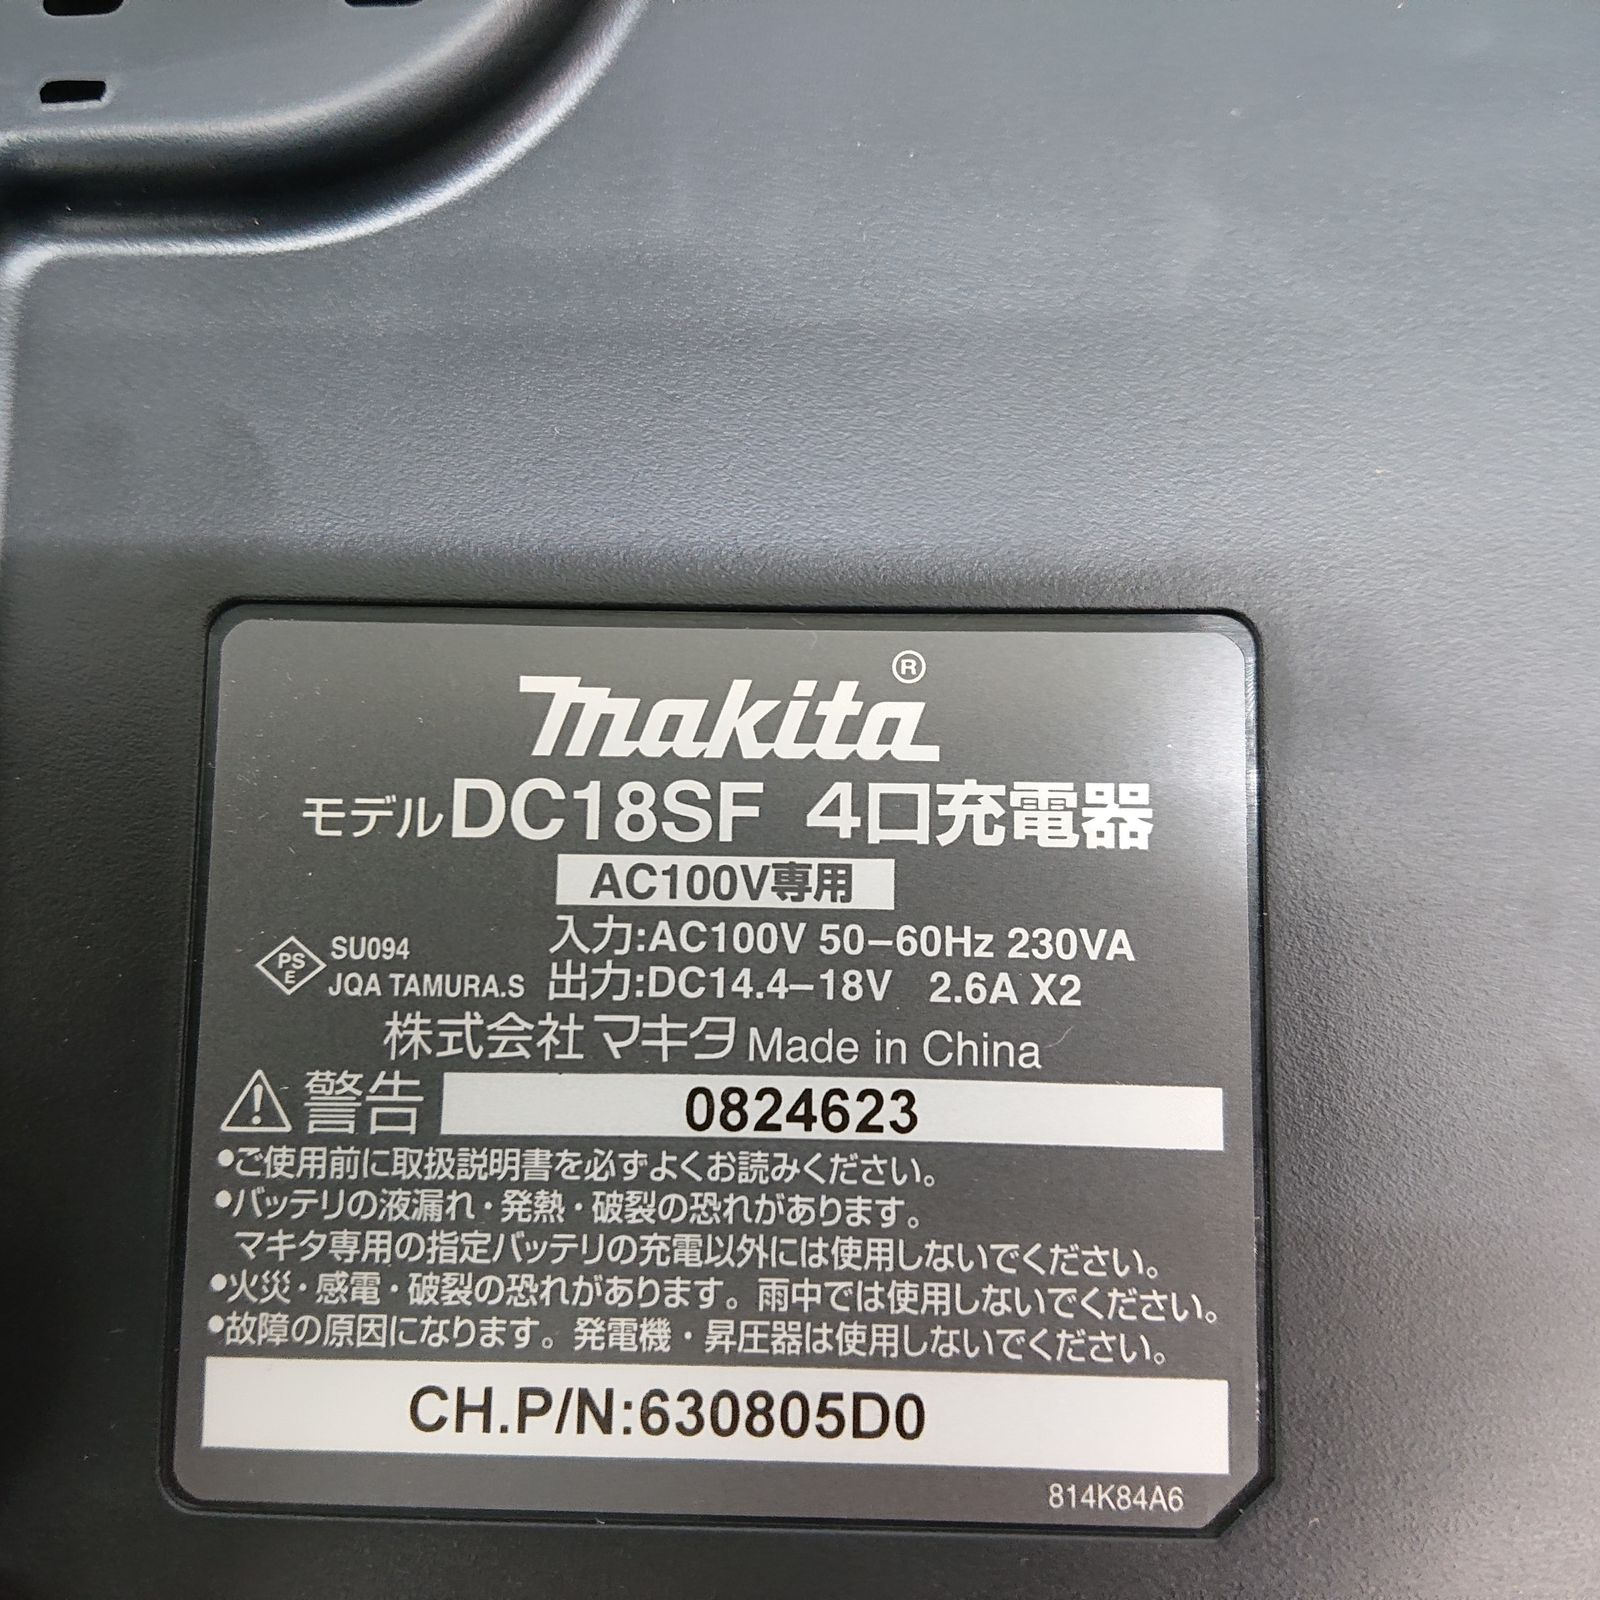 makita®
モデルDC18SF 4口充電器
AC100V専用
PSE SU094 入力:AC100V 50–60Hz 230VA
JQA TAMURA.S 出力:DC14.4–18V 2.6A X2
株式会社マキタ Made in China
警告 0824623
•ご使用前に取扱説明書を必ずよくお読みください。
•バッテリの液漏れ・発熱・破裂の恐れがあります。
マキタ専用の指定バッテリの充電以外には使用しないでください。
•火災・感電・破裂の恐れがあります。雨中では使用しないでください。
•故障の原因になります。発電機・昇圧器は使用しないでください。
CH.P/N:630805D0
814K84A6